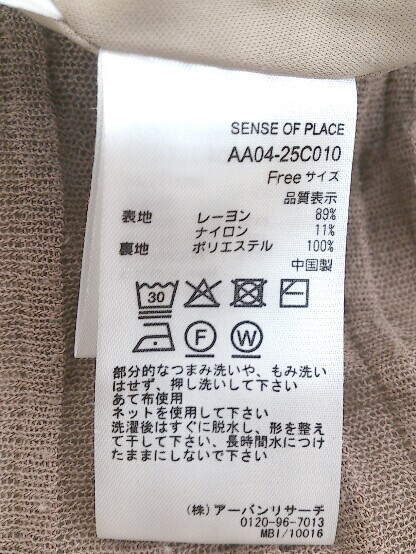 SENSE OF PLACE
AA04-25C010
Free サイズ
品質表示
表地 レーヨン 89%
ナイロン 11%
裏地 ポリエステル 100%
中国製
30
F W
部分的なつまみ洗いや、もみ洗い
はせず、押し洗いして下さい
あて布使用
ネットを使用して下さい
洗濯後はすぐに脱水し、形を整え
て干して下さい、長時間水につけ
たままにしないで下さい
(株) アーバンリサーチ
0120-96-7013
MBI/10016